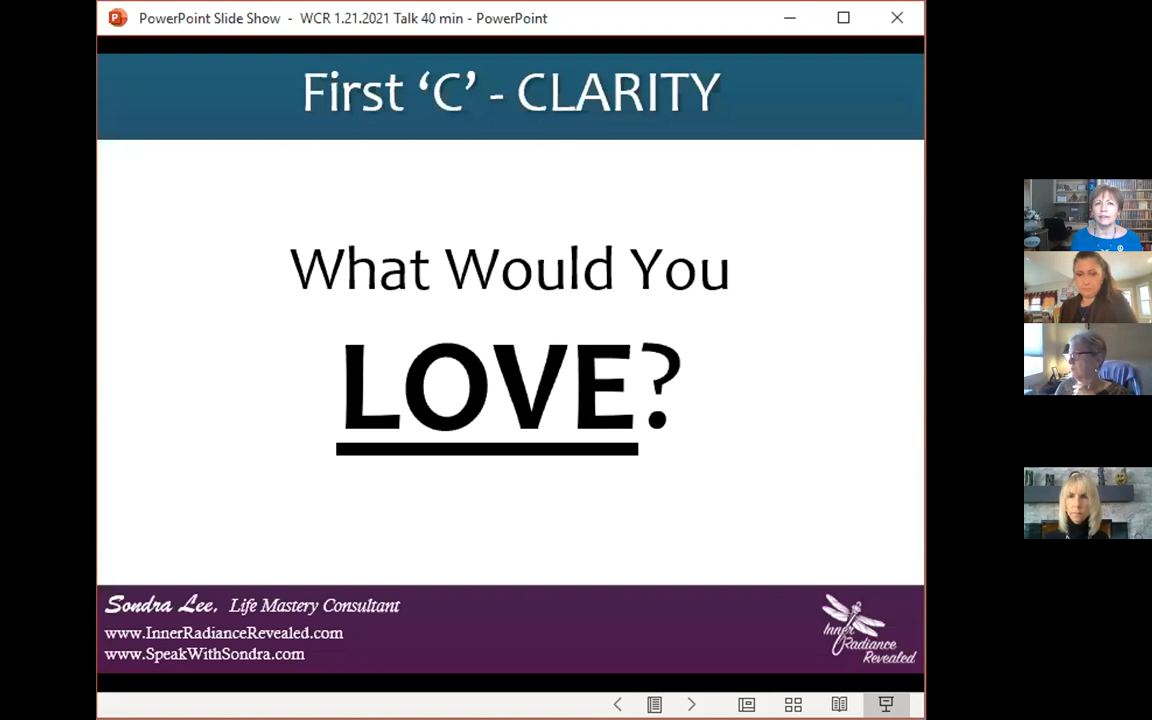 PowerPoint Slide Show - WCR 1.21.2021 Talk 40 min - PowerPoint
First ‘C’ - CLARITY
What Would You
LOVE?
Sondra Lee, Life Mastery Consultant
www.InnerRadianceRevealed.com
www.SpeakWithSondra.com
Inner
Radiance
Revealed